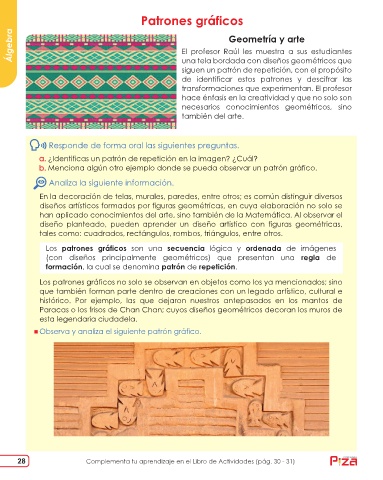 Patrones gráficos
Álgebra
Geometría y arte
El profesor Raúl les muestra a sus estudiantes
una tela bordada con diseños geométricos que
siguen un patrón de repetición, con el propósito
de identificar estos patrones y descifrar las
transformaciones que experimentan. El profesor
hace énfasis en la creatividad y que no solo son
necesarios conocimientos geométricos, sino
también del arte.
Responde de forma oral las siguientes preguntas.
a. ¿Identificas un patrón de repetición en la imagen? ¿Cuál?
b. Menciona algún otro ejemplo donde se pueda observar un patrón gráfico.
Analiza la siguiente información.
En la decoración de telas, murales, paredes, entre otros; es común distinguir diversos
diseños artísticos formados por figuras geométricas, en cuya elaboración no solo se
han aplicado conocimientos del arte, sino también de la Matemática. Al observar el
diseño planteado, pueden aprender un diseño artístico con figuras geométricas,
tales como: cuadrados, rectángulos, rombos, triángulos, entre otros.
Los patrones gráficos son una secuencia lógica y ordenada de imágenes
(con diseños principalmente geométricos) que presentan una regla de
formación, la cual se denomina patrón de repetición.
Los patrones gráficos no solo se observan en objetos como los ya mencionados; sino
que también forman parte dentro de creaciones con un legado artístico, cultural e
histórico. Por ejemplo, las que dejaron nuestros antepasados en los mantos de
Paracas o los frisos de Chan Chan; cuyos diseños geométricos decoran los muros de
esta legendaria ciudadela.
Observa y analiza el siguiente patrón gráfico.
28
Complementa tu aprendizaje en el Libro de Actividades (pág. 30 - 31)